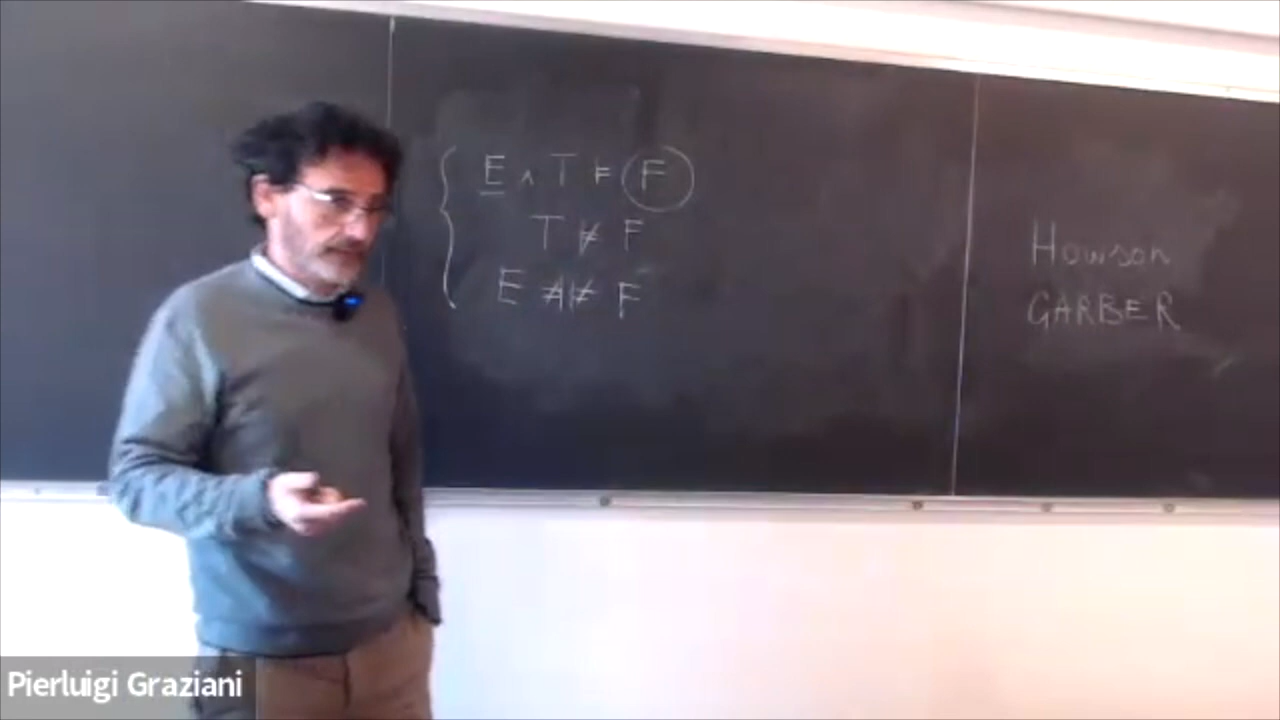 E ∧ T ⊧ F
T ⊭ F
E ⊭ F
Howson
GARBER
Pierluigi Graziani